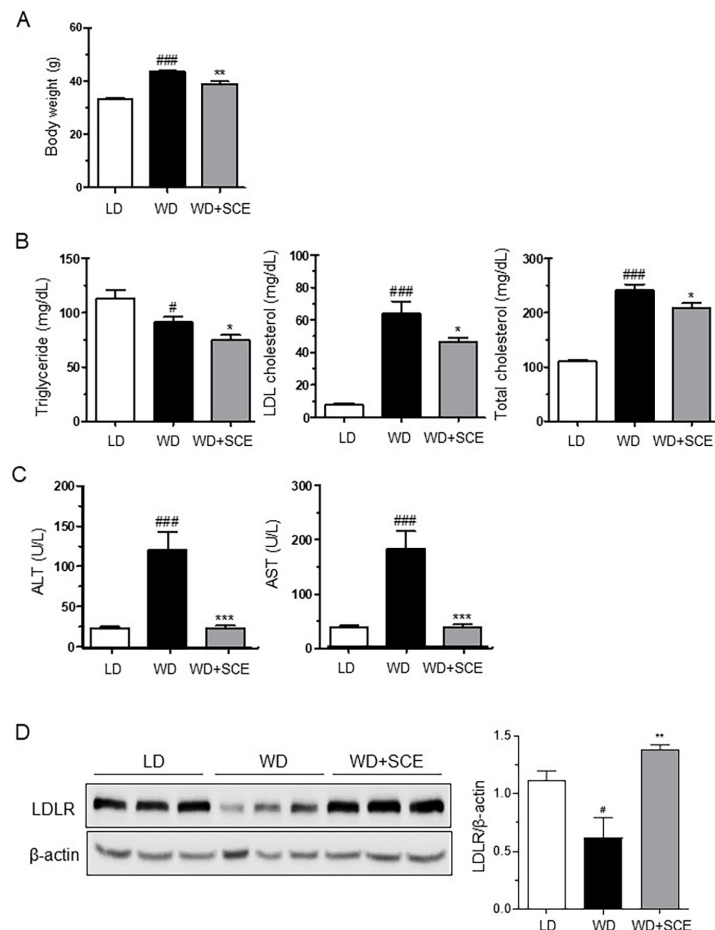 A
Body weight (g)
60
40
20
0
###
**
LD WD WD+SCE
B
Triglyceride (mg/dL)
150
100
50
0
#
*
LD WD WD+SCE
LDL cholesterol (mg/dL)
100
80
60
40
20
0
###
*
LD WD WD+SCE
Total cholesterol (mg/dL)
300
200
100
0
###
*
LD WD WD+SCE
C
ALT (U/L)
150
125
100
50
25
0
###
***
LD WD WD+SCE
AST (U/L)
300
200
100
0
###
***
LD WD WD+SCE
D
LD WD WD+SCE
LDLR
β-actin
LDLR/β-actin
1.5
1.0
0.5
0.0
#
**
LD WD WD+SCE